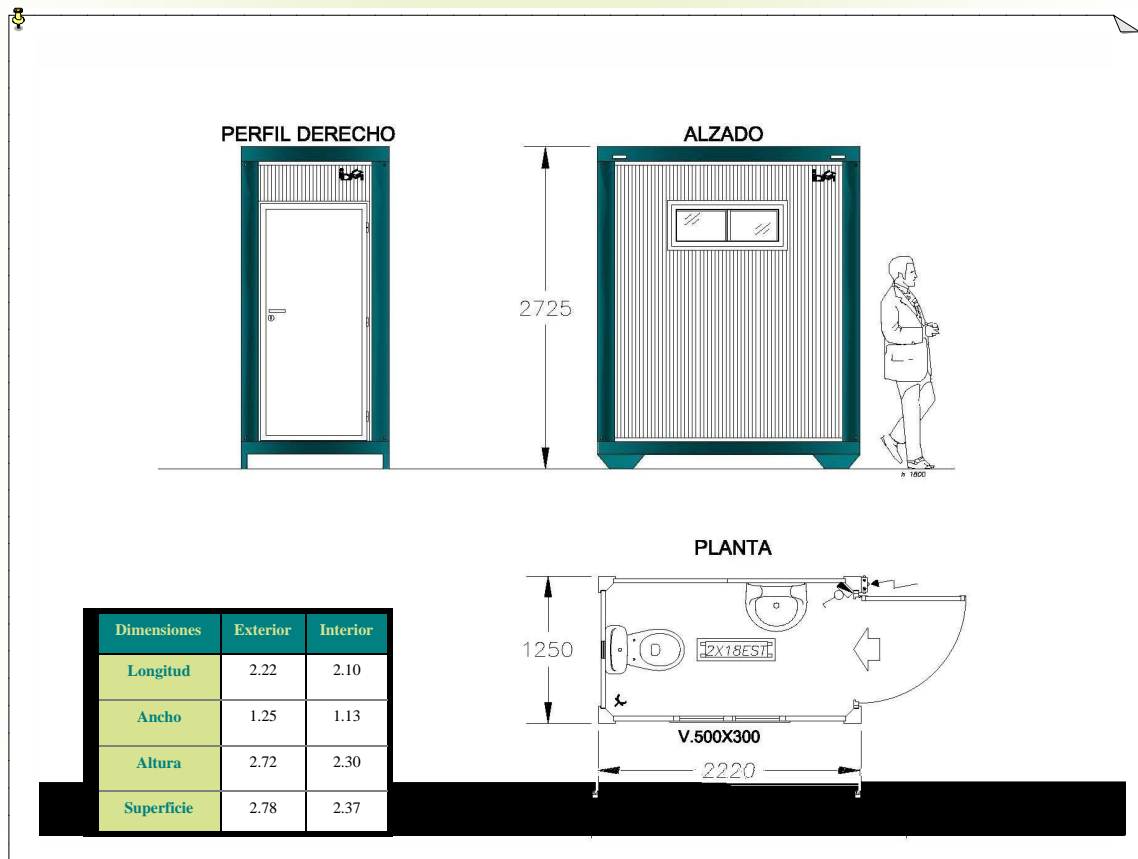 PERFIL DERECHO
ALZADO
2725
h 1800
PLANTA
1250
2X18EST
V.500X300
2220
Dimensiones Exterior Interior
Longitud 2.22 2.10
Ancho 1.25 1.13
Altura 2.72 2.30
Superficie 2.78 2.37